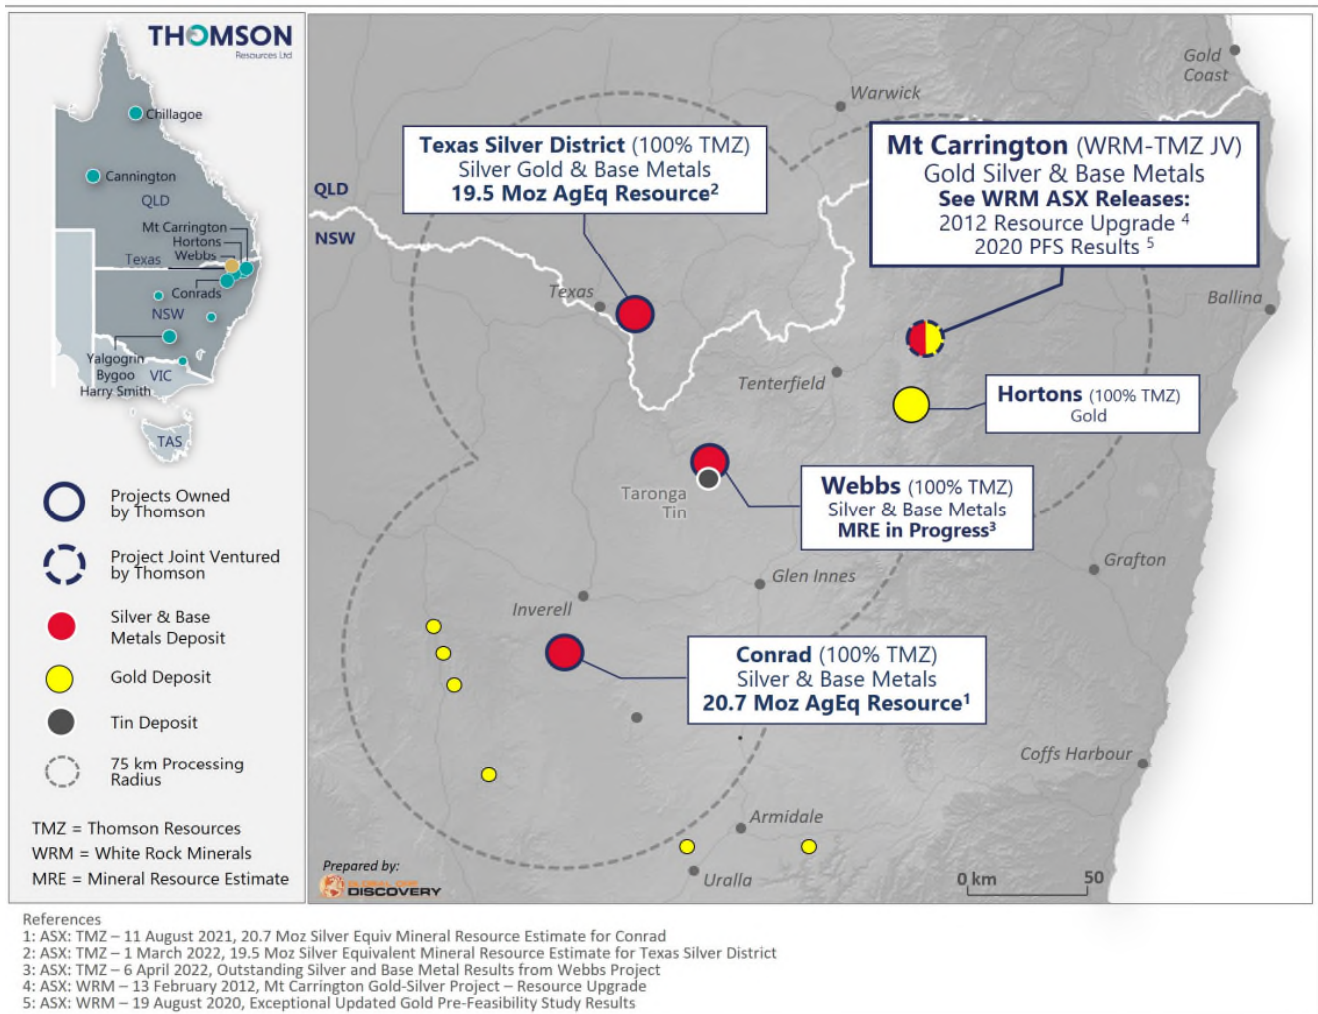 THOMSON
Resources Ltd
Chillagoe
Cannington
QLD
Mt Carrington
Hortons
Webbs
Texas
Conrads
NSW
Yalgogrin
Bygoo
Harry Smith
VIC
TAS
Projects Owned
by Thomson
Project Joint Ventured
by Thomson
Silver & Base
Metals Deposit
Gold Deposit
Tin Deposit
75 km Processing
Radius
TMZ = Thomson Resources
WRM = White Rock Minerals
MRE = Mineral Resource Estimate
Gold
Coast
Warwick
Texas Silver District (100% TMZ)
Silver Gold & Base Metals
19.5 Moz AgEq Resource²
Mt Carrington (WRM-TMZ JV)
Gold Silver & Base Metals
See WRM ASX Releases:
2012 Resource Upgrade ⁴
2020 PFS Results ⁵
QLD
NSW
Texas
Ballina
Tenterfield
Hortons (100% TMZ)
Gold
Taronga
Tin
Webbs (100% TMZ)
Silver & Base Metals
MRE in Progress³
Grafton
Glen Innes
Inverell
Conrad (100% TMZ)
Silver & Base Metals
20.7 Moz AgEq Resource¹
Coffs Harbour
Armidale
Uralla
Prepared by:
GLOBAL ORE
DISCOVERY
0 km 50
References
1: ASX: TMZ – 11 August 2021, 20.7 Moz Silver Equiv Mineral Resource Estimate for Conrad
2: ASX: TMZ – 1 March 2022, 19.5 Moz Silver Equivalent Mineral Resource Estimate for Texas Silver District
3: ASX: TMZ – 6 April 2022, Outstanding Silver and Base Metal Results from Webbs Project
4: ASX: WRM – 13 February 2012, Mt Carrington Gold-Silver Project – Resource Upgrade
5: ASX: WRM – 19 August 2020, Exceptional Updated Gold Pre-Feasibility Study Results